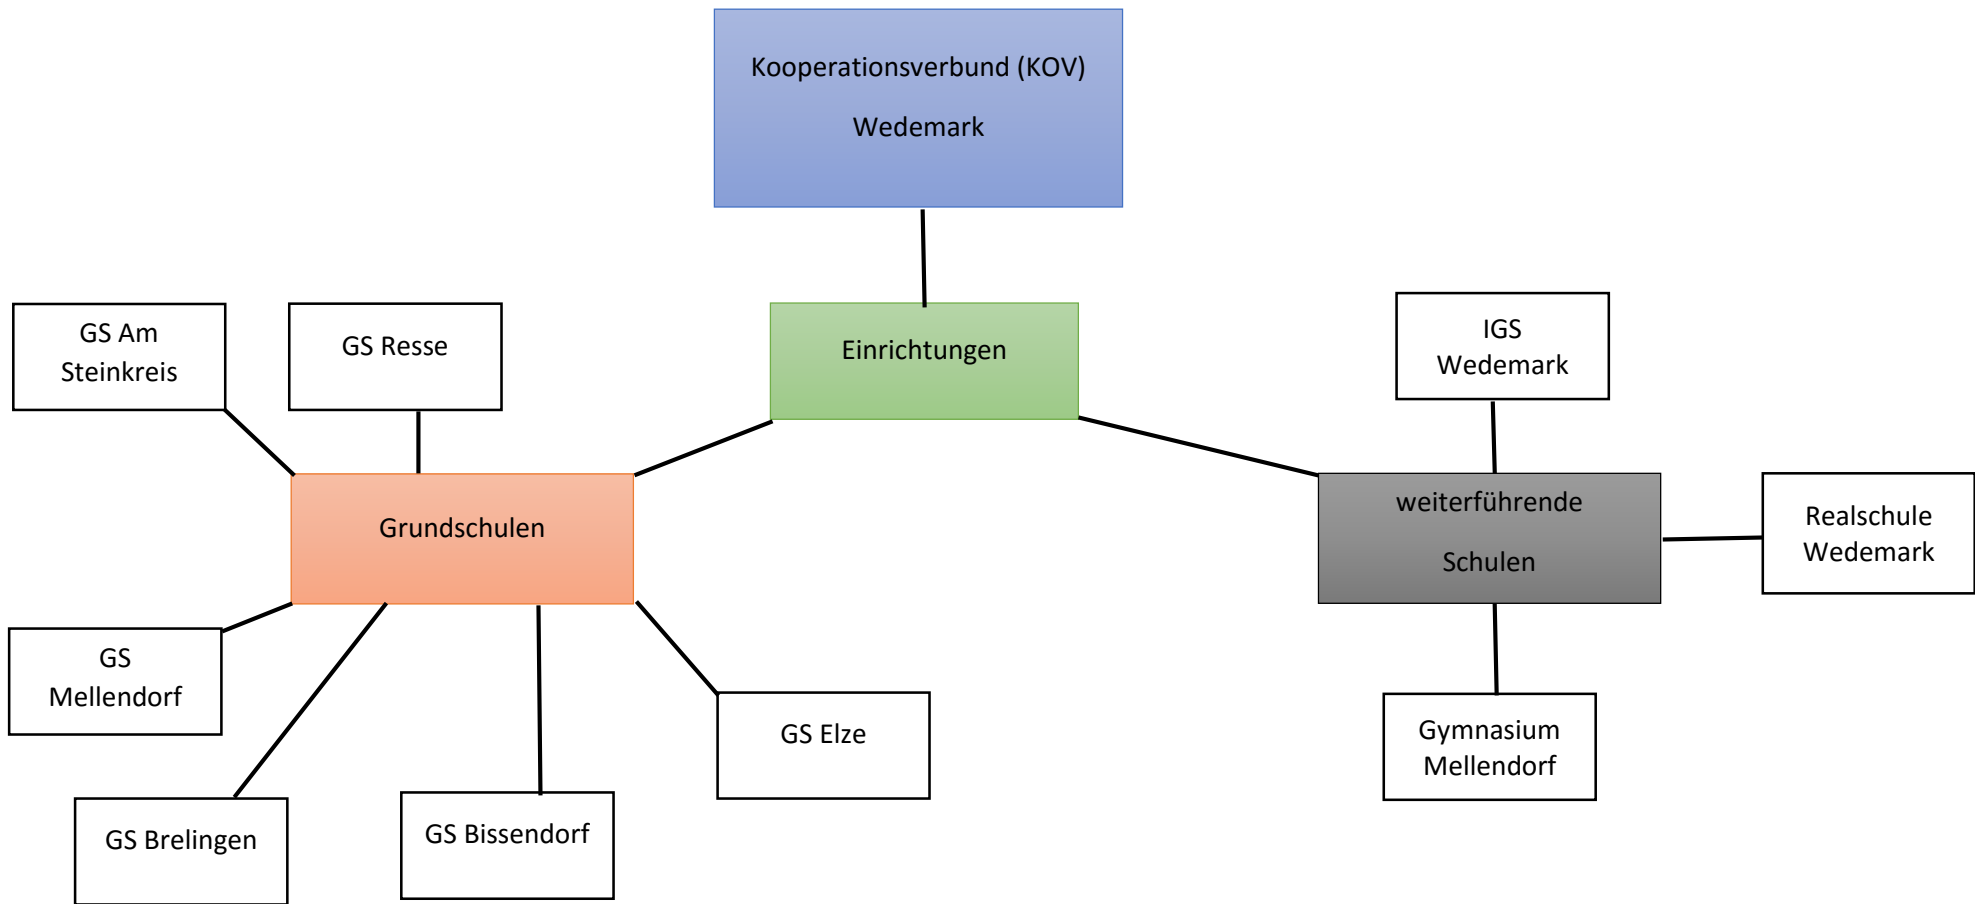 Kooperationsverbund (KOV)
Wedemark
Einrichtungen
GS Am
Steinkreis
GS Resse
IGS
Wedemark
Grundschulen
weiterführende
Schulen
Realschule
Wedemark
GS
Mellendorf
GS Elze
Gymnasium
Mellendorf
GS Brelingen
GS Bissendorf